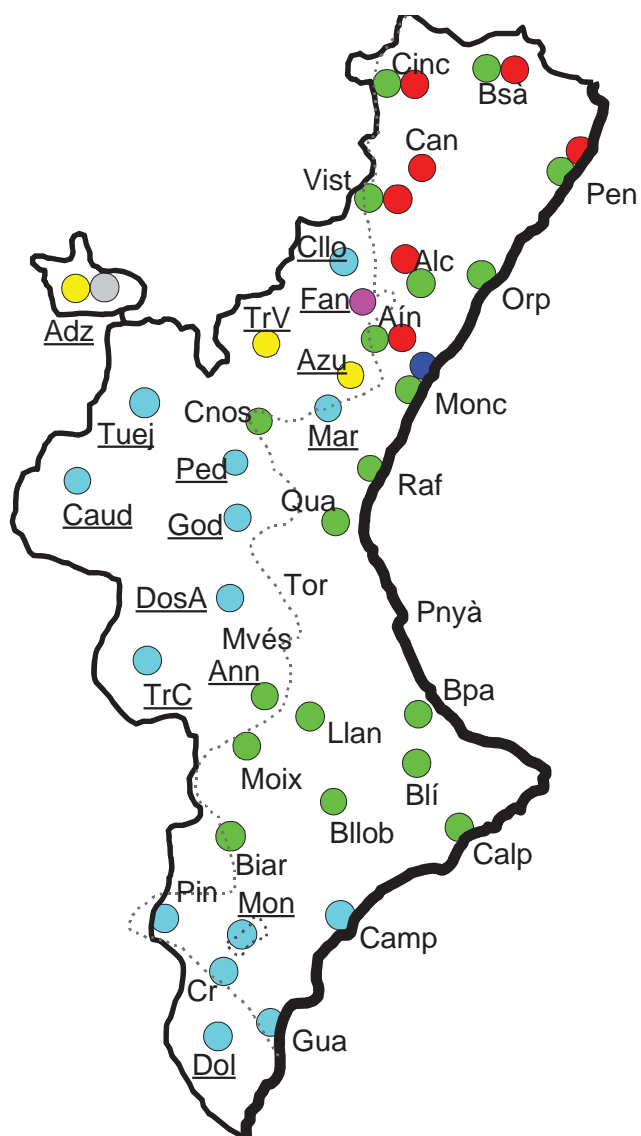 Cinc
Bsà
Can
Pen
Vist
Cllo
Alc
Orp
Fan
Adz
TrV
Aín
Azu
Monc
Cnos
Mar
Tuej
Ped
Raf
Caud
Qua
God
Tor
DosA
Pnyà
Mvés
Ann
TrC
Bpa
Llan
Moix
Blí
Bllob
Calp
Biar
Pin
Mon
Camp
Cr
Gua
Dol